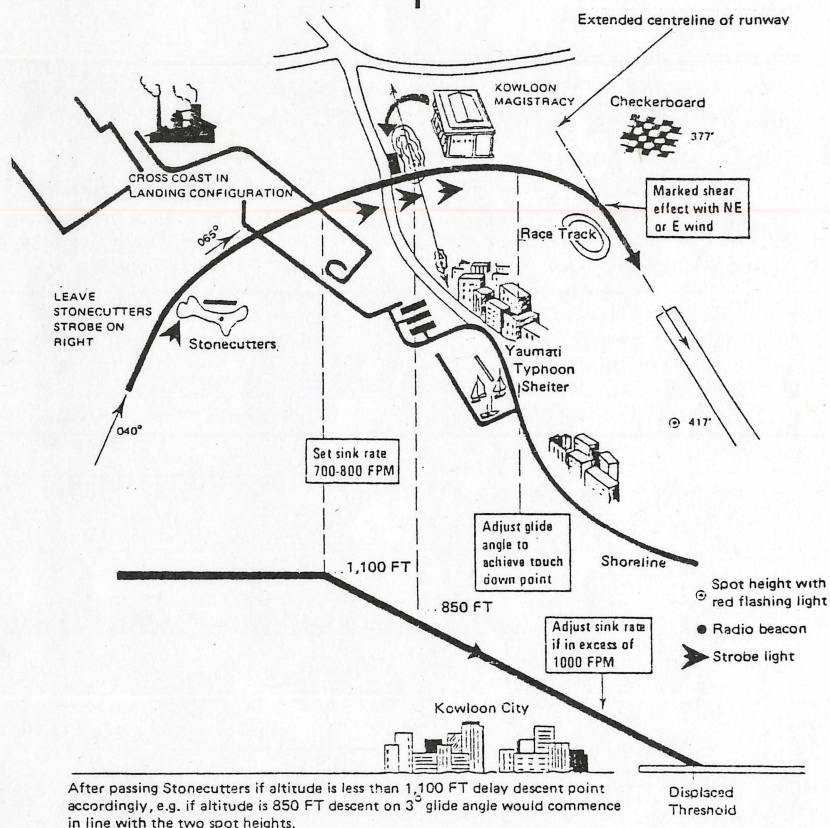 Extended centreline of runway
KOWLOON
MAGISTRACY
Checkerboard
377'
CROSS COAST IN
LANDING CONFIGURATION
Marked shear
effect with NE
or E wind
065°
Race Track
LEAVE
STONECUTTERS
STROBE ON
RIGHT
Stonecutters
Yaumati
Typhoon
Shelter
040°
417'
Set sink rate
700-800 FPM
Adjust glide
angle to
achieve touch
down point
Shoreline
1,100 FT
850 FT
Spot height with
red flashing light
Radio beacon
Strobe light
Adjust sink rate
if in excess of
1000 FPM
Kowloon City
After passing Stonecutters if altitude is less than 1,100 FT delay descent point
accordingly, e.g. if altitude is 850 FT descent on 3° glide angle would commence
in line with the two spot heights.
Displaced
Threshold